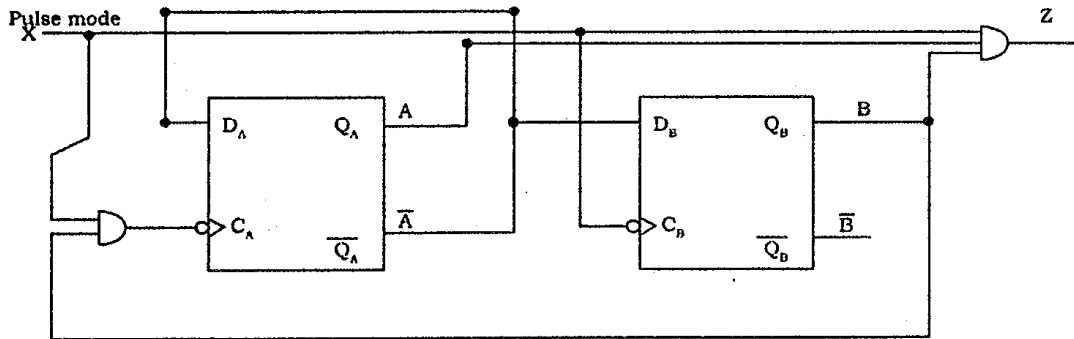 Pulse mode
X
Z
D_A
Q_A
A
D_B
Q_B
B
C_A
Q̅_A̅
A̅
C_B
Q̅_B̅
B̅